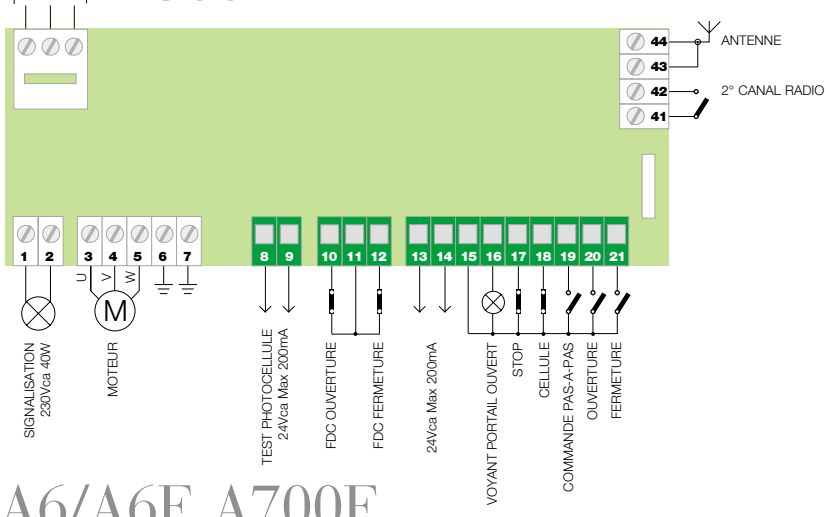 44
ANTENNE
43
42
2° CANAL RADIO
41
1 2 3 4 5 6 7 8 9 10 11 12 13 14 15 16 17 18 19 20 21
U V W
M
SIGNALISATION
230Vca 40W
MOTEUR
TEST PHOTOCELLULE
24Vca Max 200mA
FDC OUVERTURE
FDC FERMETURE
24Vca Max 200mA
VOYANT PORTAIL OUVERT
STOP
CELLULE
COMMANDE PAS-A-PAS
OUVERTURE
FERMETURE